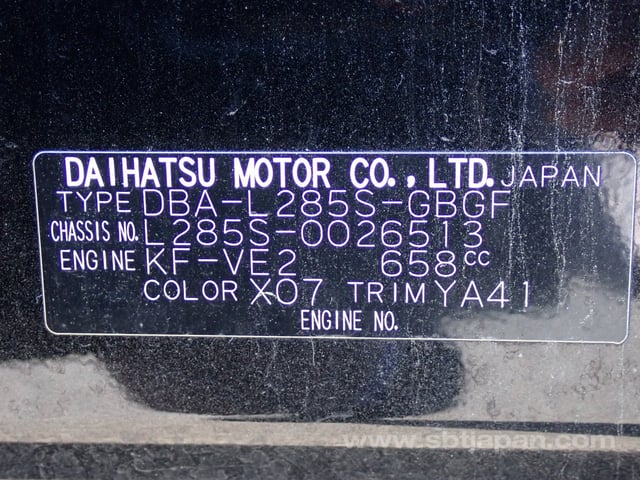 DAIHATSU MOTOR CO., LTD. JAPAN
TYPE DBA-L285S-GBGF
CHASSIS NO. L285S-0026513
ENGINE KF-VE2 658cc
COLOR X07 TRIM YA41
ENGINE NO.
www.sbtjapan.com